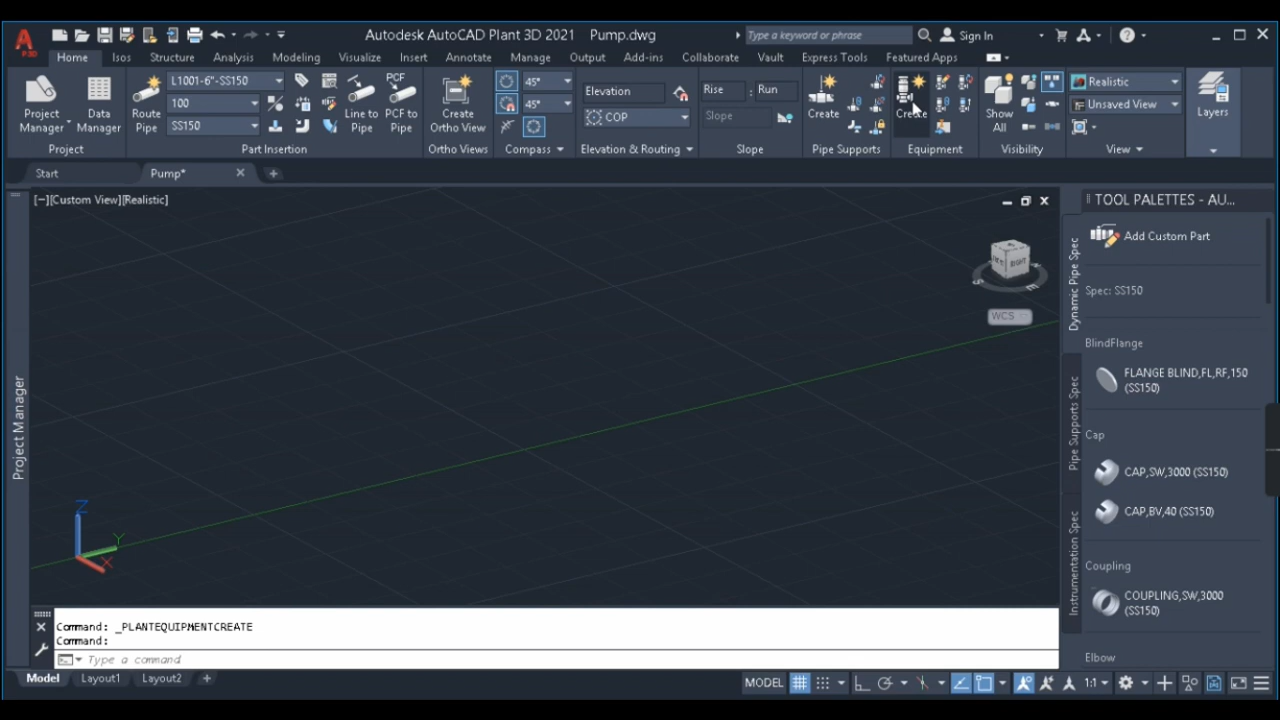 Autodesk AutoCAD Plant 3D 2021 Pump.dwg
Type a keyword or phrase
Sign In
Home Isos Structure Analysis Modeling Visualize Insert Annotate Manage Output Add-ins Collaborate Vault Express Tools Featured Apps
Project Manager
Data Manager
Project
Route Pipe
L1001-6"-SS150
100
SS150
Line to Pipe
PCF to Pipe
PCF
Part Insertion
Create Ortho View
Ortho Views
45°
45°
Compass
Elevation
COP
Elevation & Routing
Rise : Run
Slope
Slope
Create
Pipe Supports
Create
Equipment
Show All
Visibility
Realistic
Unsaved View
View
Layers
Start
Pump*
[−][Custom View][Realistic]
RIGHT
S
E
WCS
Z
Y
X
Project Manager
TOOL PALETTES - AU...
Dynamic Pipe Spec
Pipe Supports Spec
Instrumentation Spec
Add Custom Part
Spec: SS150
BlindFlange
FLANGE BLIND,FL,RF,150
(SS150)
Cap
CAP,SW,3000 (SS150)
CAP,BV,40 (SS150)
Coupling
COUPLING,SW,3000
(SS150)
Elbow
Command: _PLANTEQUIPMENTCREATE
Command:
Type a command
Model Layout1 Layout2 +
MODEL
1:1